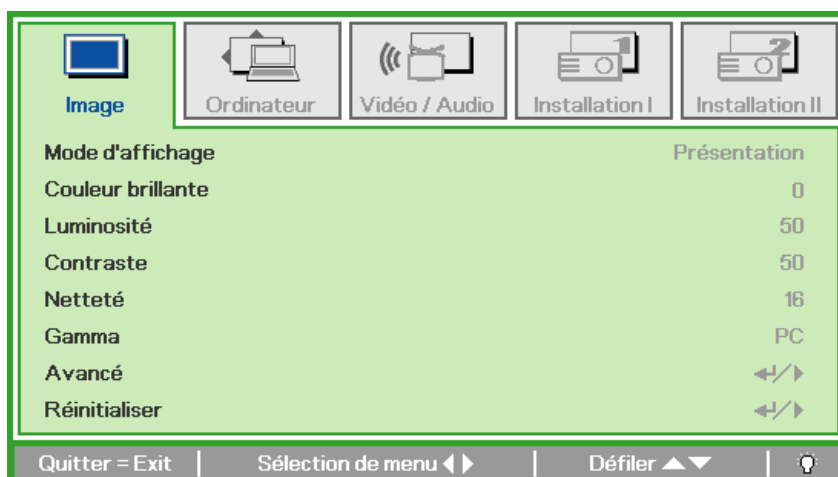 Image Ordinateur Vidéo / Audio Installation I Installation II
Mode d'affichage Présentation
Couleur brillante 0
Luminosité 50
Contraste 50
Netteté 16
Gamma PC
Avancé
Réinitialiser
Quitter = Exit Sélection de menu Défiler